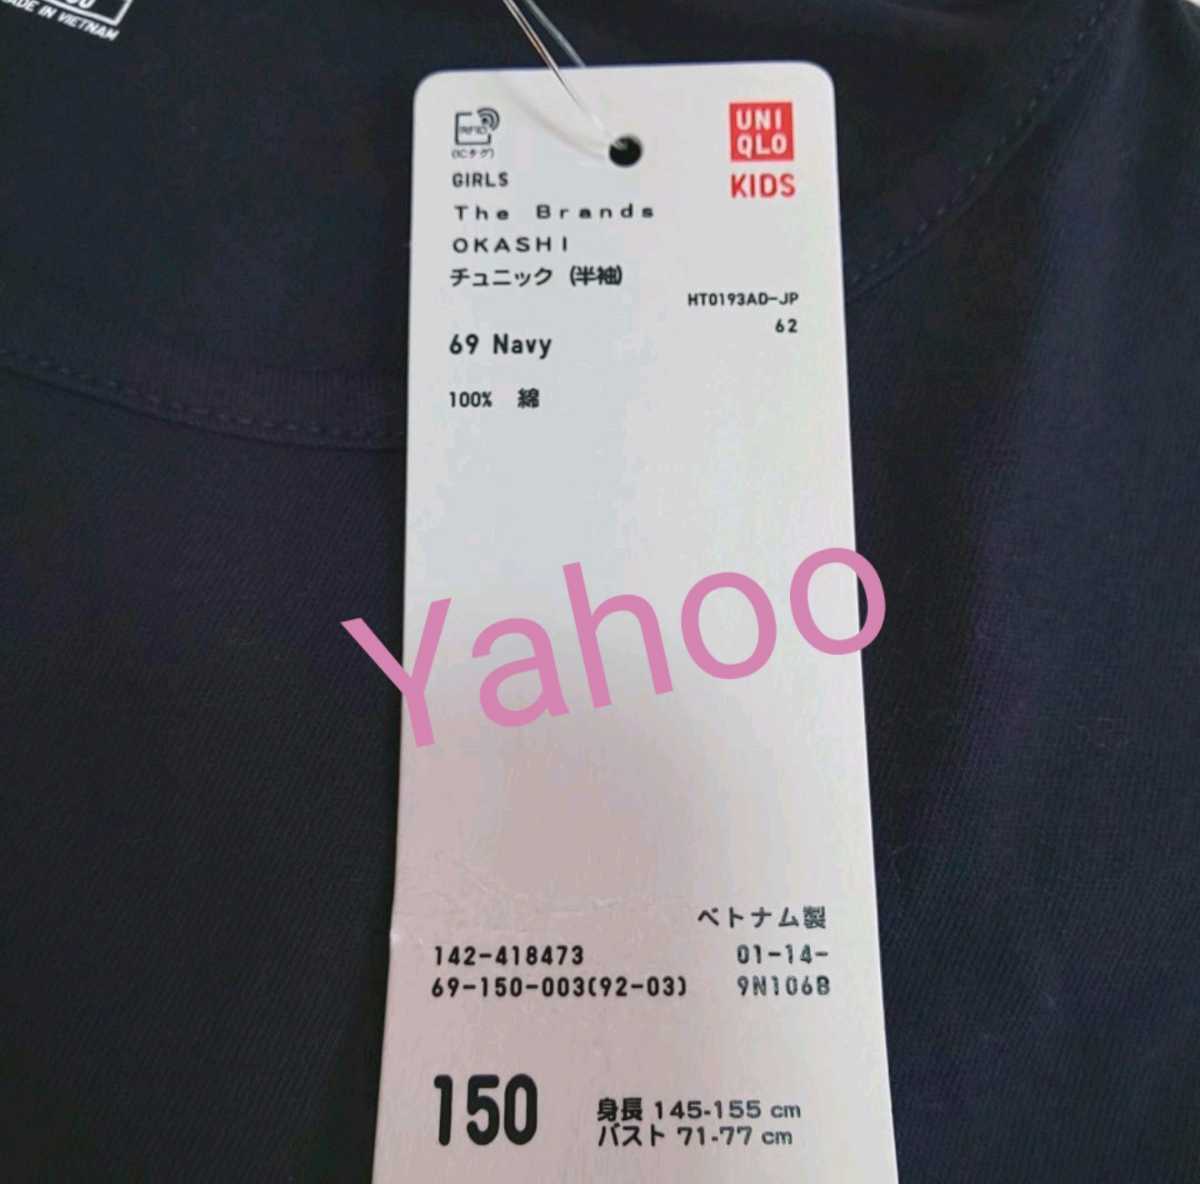 MADE IN VIETNAM
RFID
(ICタグ)
UNI
QLO
KIDS
GIRLS
The Brands
OKASHI
チュニック (半袖)
HT0193AD-JP
62
69 Navy
100% 綿
Yahoo
ベトナム製
142-418473 01-14-
69-150-003(92-03) 9N106B
150
身長 145-155 cm
バスト 71-77 cm